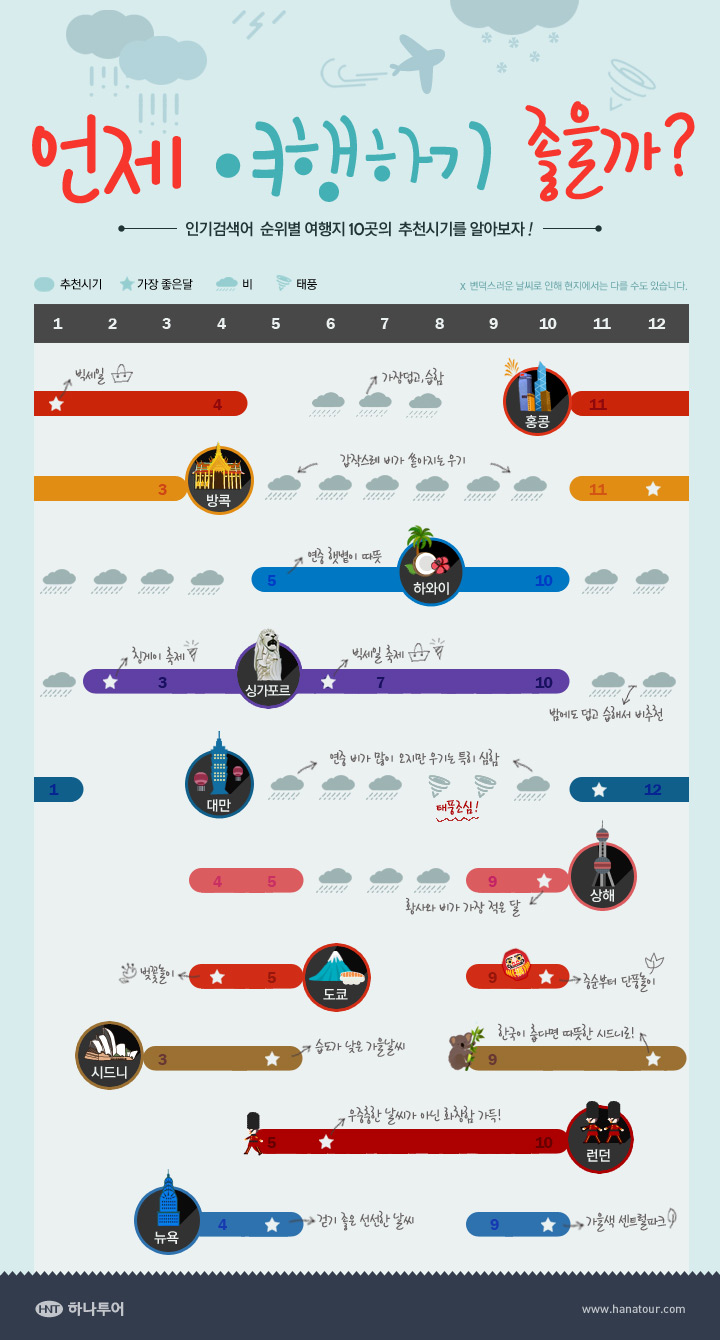 언제 여행하기 좋을까?
인기검색어 순위별 여행지 10곳의 추천시기를 알아보자!
추천시기 가장 좋은달 비 태풍
x 변덕스러운 날씨로 인해 현지에서는 다를 수도 있습니다.
1 2 3 4 5 6 7 8 9 10 11 12
빅세일 가장덥고,습함
4 홍콩 11
갑작스레 비가 쏟아지는 우기
3 방콕 11
연중 햇볕이 따뜻
5 하와이 10
칭게이 축제 빅세일 축제
3 싱가포르 7 10
밤에도 덥고 습해서 비추천
연중 비가 많이 오지만 우기는 특히 심함
1 대만 12
태풍조심!
4 5 9 상해
황사와 비가 가장 적은 달
벚꽃놀이 5 도쿄 9 중순부터 단풍놀이
습도가 낮은 가을날씨 한국이 춥다면 따뜻한 시드니로!
시드니 3 9
우중충한 날씨가 아닌 화창함 가득!
5 10 런던
뉴욕 4 걷기 좋은 선선한 날씨 9 가을색 센트럴파크
HNT 하나투어 www.hanatour.com